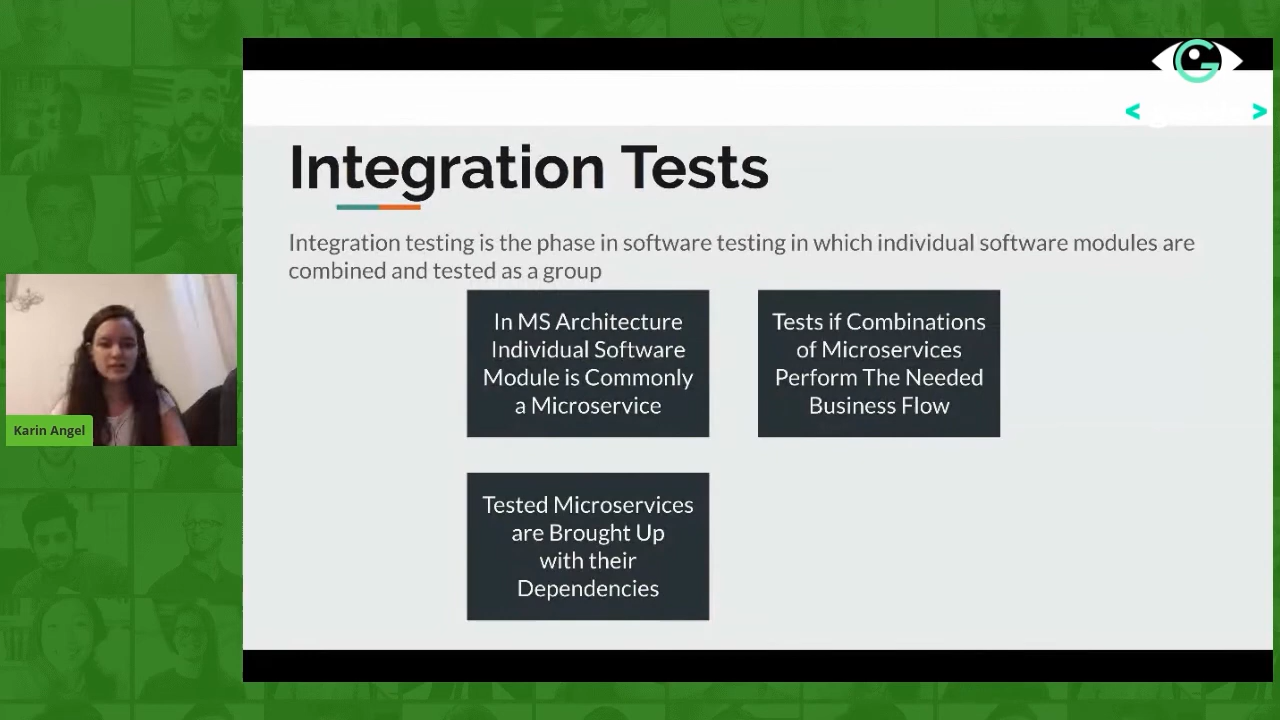 Integration Tests
Integration testing is the phase in software testing in which individual software modules are
combined and tested as a group
In MS Architecture
Individual Software
Module is Commonly
a Microservice
Tests if Combinations
of Microservices
Perform The Needed
Business Flow
Tested Microservices
are Brought Up
with their
Dependencies
Karin Angel